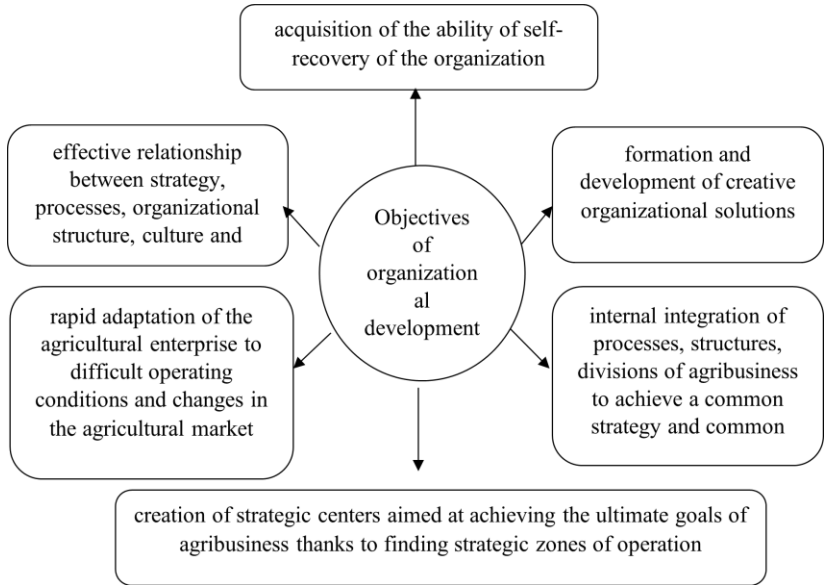 acquisition of the ability of self-
recovery of the organization
effective relationship
between strategy,
processes, organizational
structure, culture and
formation and
development of creative
organizational solutions
Objectives
of
organization
al
development
rapid adaptation of the
agricultural enterprise to
difficult operating
conditions and changes in
the agricultural market
internal integration of
processes, structures,
divisions of agribusiness
to achieve a common
strategy and common
creation of strategic centers aimed at achieving the ultimate goals of
agribusiness thanks to finding strategic zones of operation